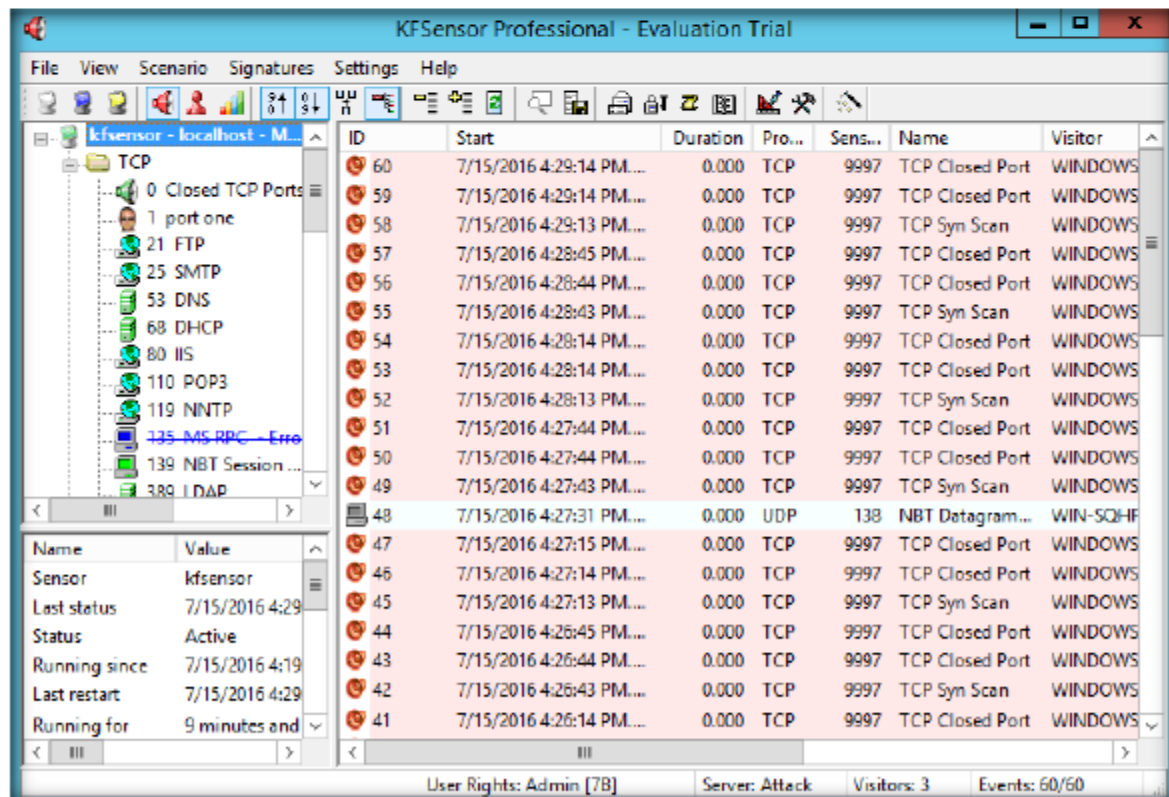 KFSensor Professional - Evaluation Trial
File View Scenario Signatures Settings Help
kfsensor - localhost - M...
TCP
0 Closed TCP Ports
1 port one
21 FTP
25 SMTP
53 DNS
68 DHCP
80 IIS
110 POP3
119 NNTP
135 MS RPC - Erro
139 NBT Session ...
389 LDAP
ID Start Duration Pro... Sens... Name Visitor
60 7/15/2016 4:29:14 PM.... 0.000 TCP 9997 TCP Closed Port WINDOWS
59 7/15/2016 4:29:14 PM.... 0.000 TCP 9997 TCP Closed Port WINDOWS
58 7/15/2016 4:29:13 PM.... 0.000 TCP 9997 TCP Syn Scan WINDOWS
57 7/15/2016 4:28:45 PM.... 0.000 TCP 9997 TCP Closed Port WINDOWS
56 7/15/2016 4:28:44 PM.... 0.000 TCP 9997 TCP Closed Port WINDOWS
55 7/15/2016 4:28:43 PM.... 0.000 TCP 9997 TCP Syn Scan WINDOWS
54 7/15/2016 4:28:14 PM.... 0.000 TCP 9997 TCP Closed Port WINDOWS
53 7/15/2016 4:28:14 PM.... 0.000 TCP 9997 TCP Closed Port WINDOWS
52 7/15/2016 4:28:13 PM.... 0.000 TCP 9997 TCP Syn Scan WINDOWS
51 7/15/2016 4:27:44 PM.... 0.000 TCP 9997 TCP Closed Port WINDOWS
50 7/15/2016 4:27:44 PM.... 0.000 TCP 9997 TCP Closed Port WINDOWS
49 7/15/2016 4:27:43 PM.... 0.000 TCP 9997 TCP Syn Scan WINDOWS
48 7/15/2016 4:27:31 PM.... 0.000 UDP 138 NBT Datagram... WIN-SQHF
47 7/15/2016 4:27:15 PM.... 0.000 TCP 9997 TCP Closed Port WINDOWS
46 7/15/2016 4:27:14 PM.... 0.000 TCP 9997 TCP Closed Port WINDOWS
45 7/15/2016 4:27:13 PM.... 0.000 TCP 9997 TCP Syn Scan WINDOWS
44 7/15/2016 4:26:45 PM.... 0.000 TCP 9997 TCP Closed Port WINDOWS
43 7/15/2016 4:26:44 PM.... 0.000 TCP 9997 TCP Closed Port WINDOWS
42 7/15/2016 4:26:43 PM.... 0.000 TCP 9997 TCP Syn Scan WINDOWS
41 7/15/2016 4:26:14 PM.... 0.000 TCP 9997 TCP Closed Port WINDOWS
Name Value
Sensor kfsensor
Last status 7/15/2016 4:29
Status Active
Running since 7/15/2016 4:19
Last restart 7/15/2016 4:29
Running for 9 minutes and
User Rights: Admin [7B] Server: Attack Visitors: 3 Events: 60/60